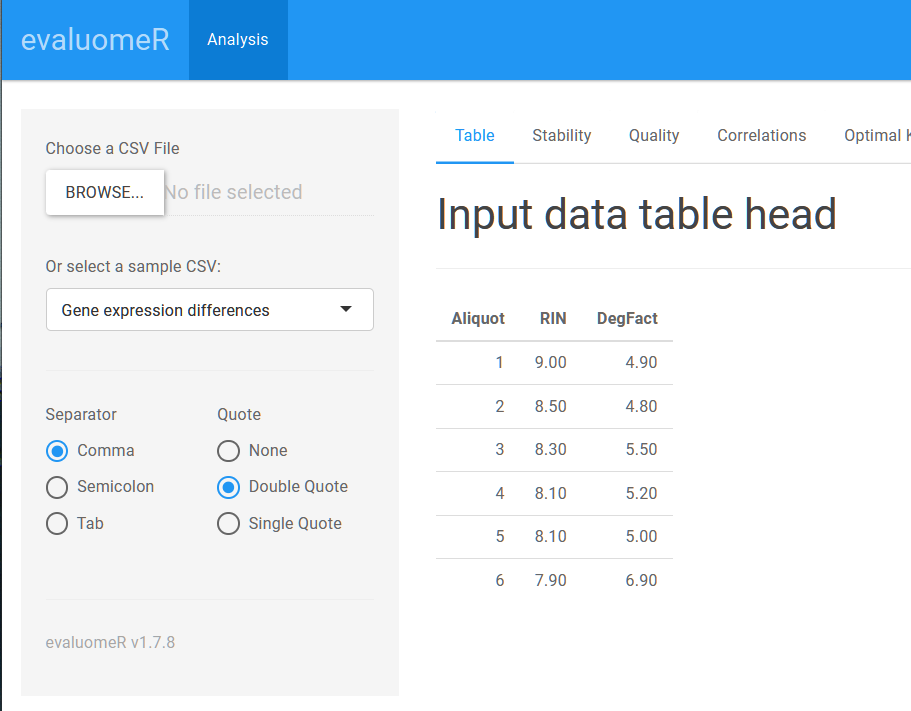 evaluomeR Analysis
Choose a CSV File
BROWSE... No file selected
Or select a sample CSV:
Gene expression differences
Separator Quote
Comma None
Semicolon Double Quote
Tab Single Quote
evaluomeR v1.7.8
Table Stability Quality Correlations Optimal
Input data table head
Aliquot RIN DegFact
1 9.00 4.90
2 8.50 4.80
3 8.30 5.50
4 8.10 5.20
5 8.10 5.00
6 7.90 6.90